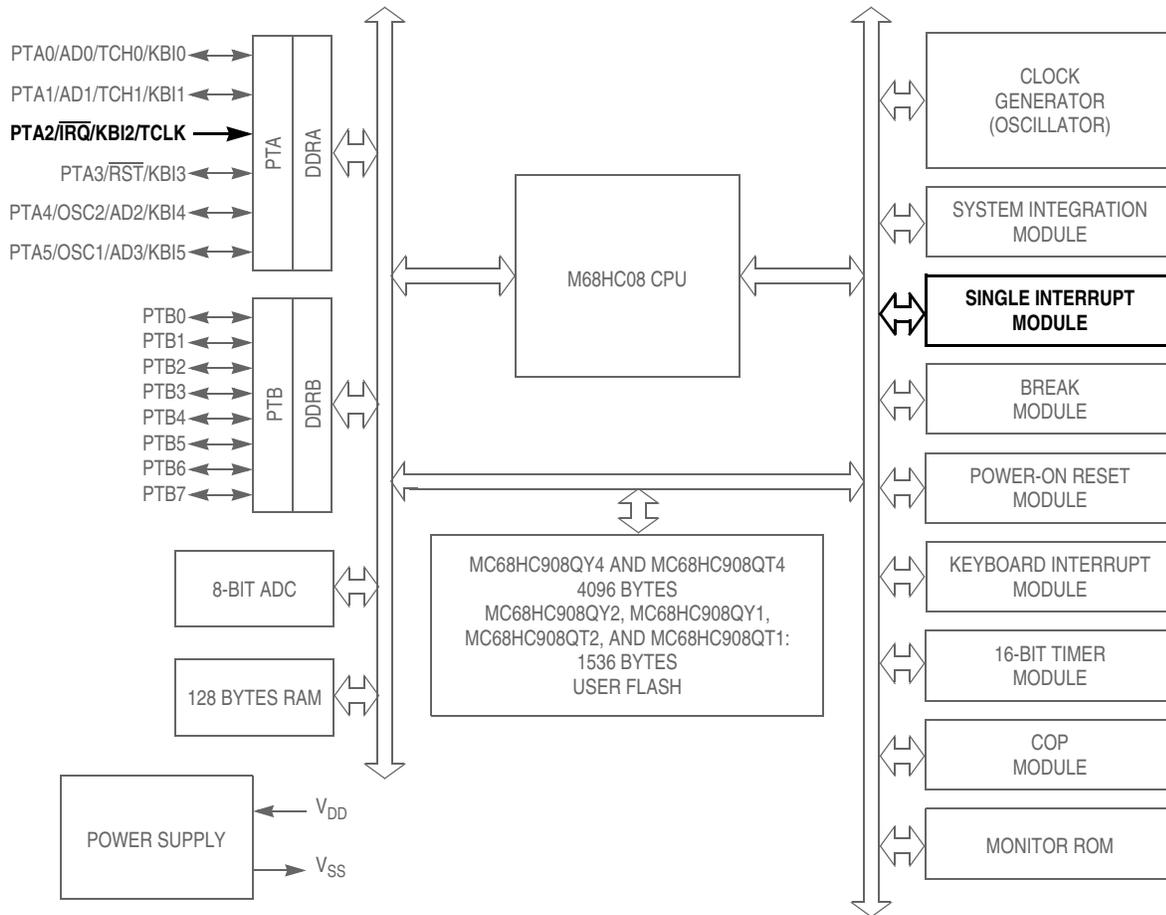 PTA0/AD0/TCH0/KBI0
PTA1/AD1/TCH1/KBI1
PTA2/I̅R̅Q̅/KBI2/TCLK
PTA3/R̅S̅T̅/KBI3
PTA4/OSC2/AD2/KBI4
PTA5/OSC1/AD3/KBI5
PTA
DDRA
PTB0
PTB1
PTB2
PTB3
PTB4
PTB5
PTB6
PTB7
PTB
DDRB
8-BIT ADC
128 BYTES RAM
POWER SUPPLY
VDD
VSS
M68HC08 CPU
MC68HC908QY4 AND MC68HC908QT4
4096 BYTES
MC68HC908QY2, MC68HC908QY1,
MC68HC908QT2, AND MC68HC908QT1:
1536 BYTES
USER FLASH
CLOCK
GENERATOR
(OSCILLATOR)
SYSTEM INTEGRATION
MODULE
SINGLE INTERRUPT
MODULE
BREAK
MODULE
POWER-ON RESET
MODULE
KEYBOARD INTERRUPT
MODULE
16-BIT TIMER
MODULE
COP
MODULE
MONITOR ROM